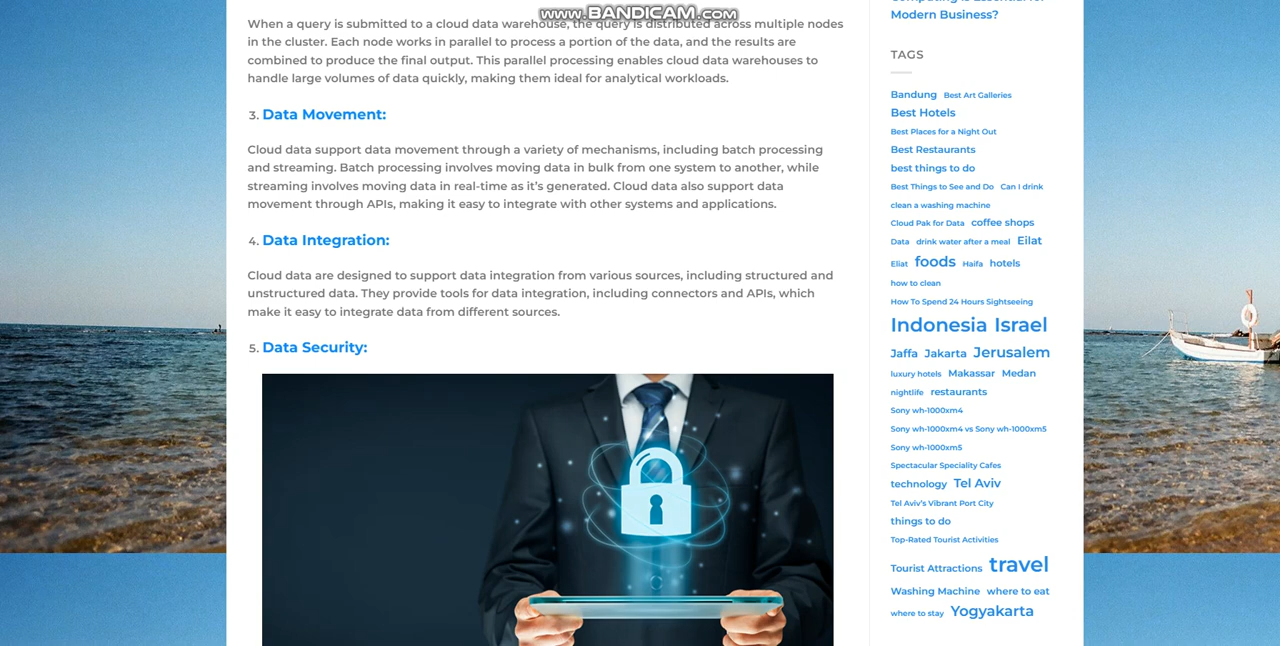 www.BANDICAM.com
When a query is submitted to a cloud data warehouse, the query is distributed across multiple nodes
in the cluster. Each node works in parallel to process a portion of the data, and the results are
combined to produce the final output. This parallel processing enables cloud data warehouses to
handle large volumes of data quickly, making them ideal for analytical workloads.
3. Data Movement:
Cloud data support data movement through a variety of mechanisms, including batch processing
and streaming. Batch processing involves moving data in bulk from one system to another, while
streaming involves moving data in real-time as it’s generated. Cloud data also support data
movement through APIs, making it easy to integrate with other systems and applications.
4. Data Integration:
Cloud data are designed to support data integration from various sources, including structured and
unstructured data. They provide tools for data integration, including connectors and APIs, which
make it easy to integrate data from different sources.
5. Data Security:
Computing is Essential for
Modern Business?
TAGS
Bandung Best Art Galleries
Best Hotels
Best Places for a Night Out
Best Restaurants
best things to do
Best Things to See and Do Can I drink
clean a washing machine
Cloud Pak for Data coffee shops
Data drink water after a meal Eilat
Eliat foods Haifa hotels
how to clean
How To Spend 24 Hours Sightseeing
Indonesia Israel
Jaffa Jakarta Jerusalem
luxury hotels Makassar Medan
nightlife restaurants
Sony wh-1000xm4
Sony wh-1000xm4 vs Sony wh-1000xm5
Sony wh-1000xm5
Spectacular Speciality Cafes
technology Tel Aviv
Tel Aviv’s Vibrant Port City
things to do
Top-Rated Tourist Activities
Tourist Attractions travel
Washing Machine where to eat
where to stay Yogyakarta